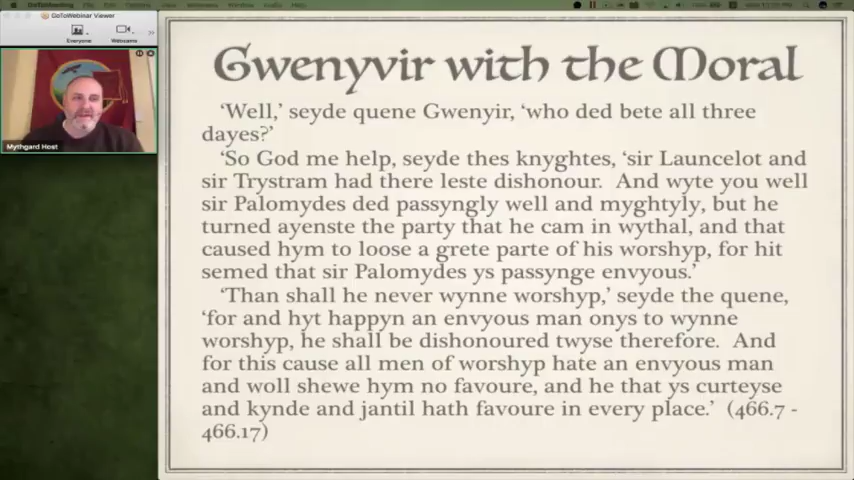 GoToWebinar Viewer
Everyone
Webcams
Mythgard Host
Gwenyvir with the Moral
‘Well,’ seyde quene Gwenyir, ‘who ded bete all three
dayes?’
‘So God me help, seyde thes knyghtes, ‘sir Launcelot and
sir Trystram had there leste dishonour. And wyte you well
sir Palomydes ded passyngly well and myghtyly, but he
turned ayenste the party that he cam in wythal, and that
caused hym to loose a grete parte of his worshyp, for hit
semed that sir Palomydes ys passynge envyous.’
‘Than shall he never wynne worshyp,’ seyde the quene,
‘for and hyt happyn an envyous man onys to wynne
worshyp, he shall be dishonoured twyse therefore. And
for this cause all men of worshyp hate an envyous man
and woll shewe hym no favoure, and he that ys curteyse
and kynde and jantil hath favoure in every place.’ (466.7 -
466.17)